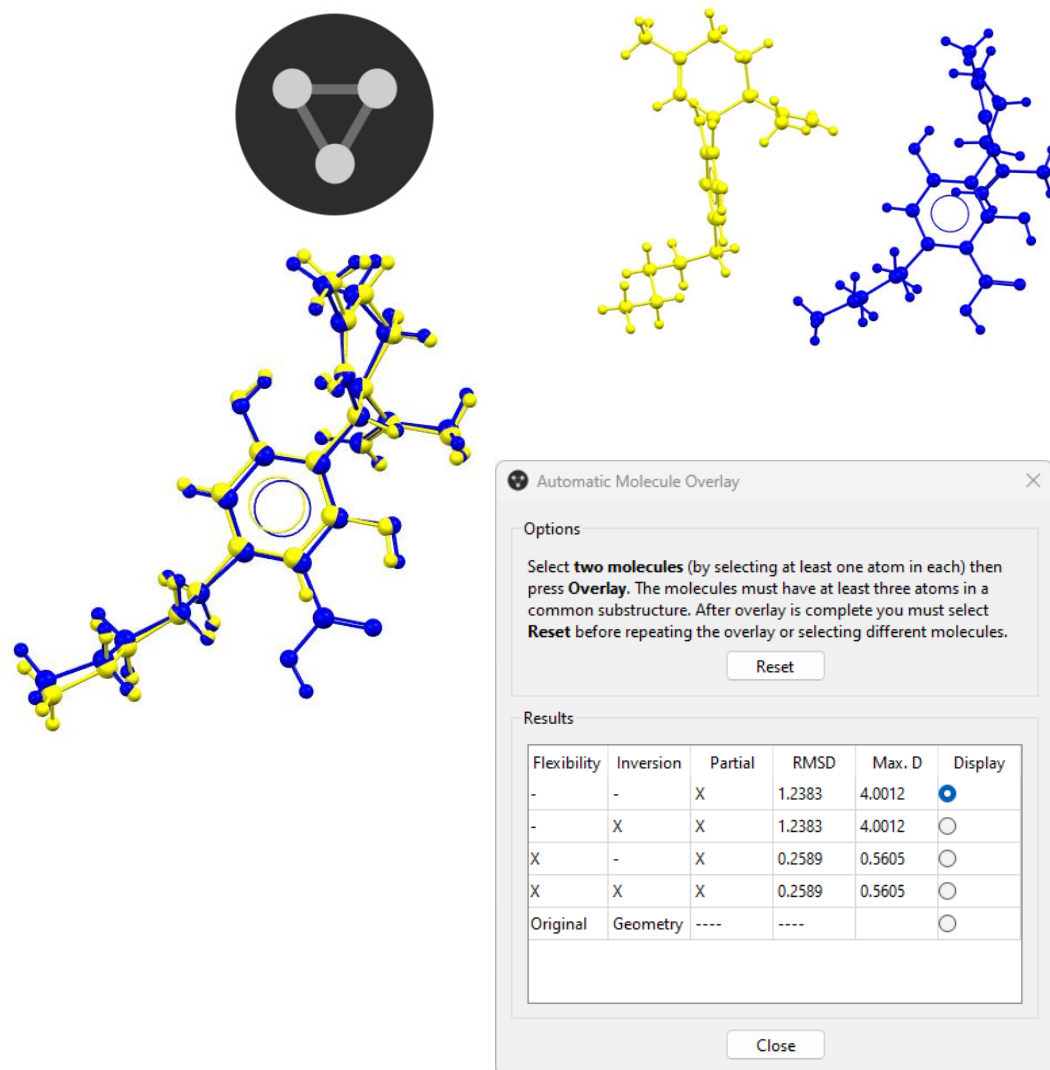 Automatic Molecule Overlay
Options
Select two molecules (by selecting at least one atom in each) then
press Overlay. The molecules must have at least three atoms in a
common substructure. After overlay is complete you must select
Reset before repeating the overlay or selecting different molecules.
Reset
Results
Flexibility Inversion Partial RMSD Max. D Display
- - X 1.2383 4.0012
- X X 1.2383 4.0012
X - X 0.2589 0.5605
X X X 0.2589 0.5605
Original Geometry ---- ----
Close